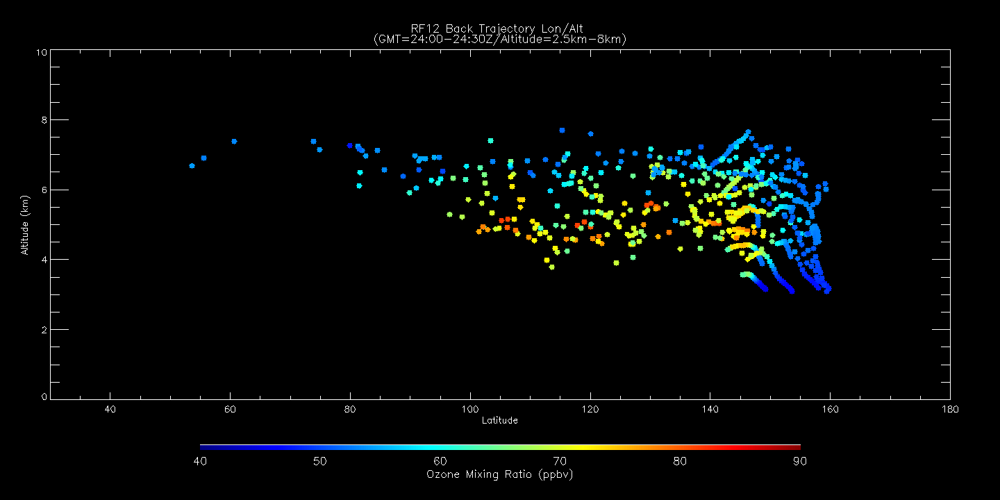 RF12 Back Trajectory Lon/Alt
(GMT=24:00-24:30Z/Altitude=2.5km-8km)
10
8
6
4
2
0
Altitude (km)
40 60 80 100 120 140 160 180
Latitude
40 50 60 70 80 90
Ozone Mixing Ratio (ppbv)